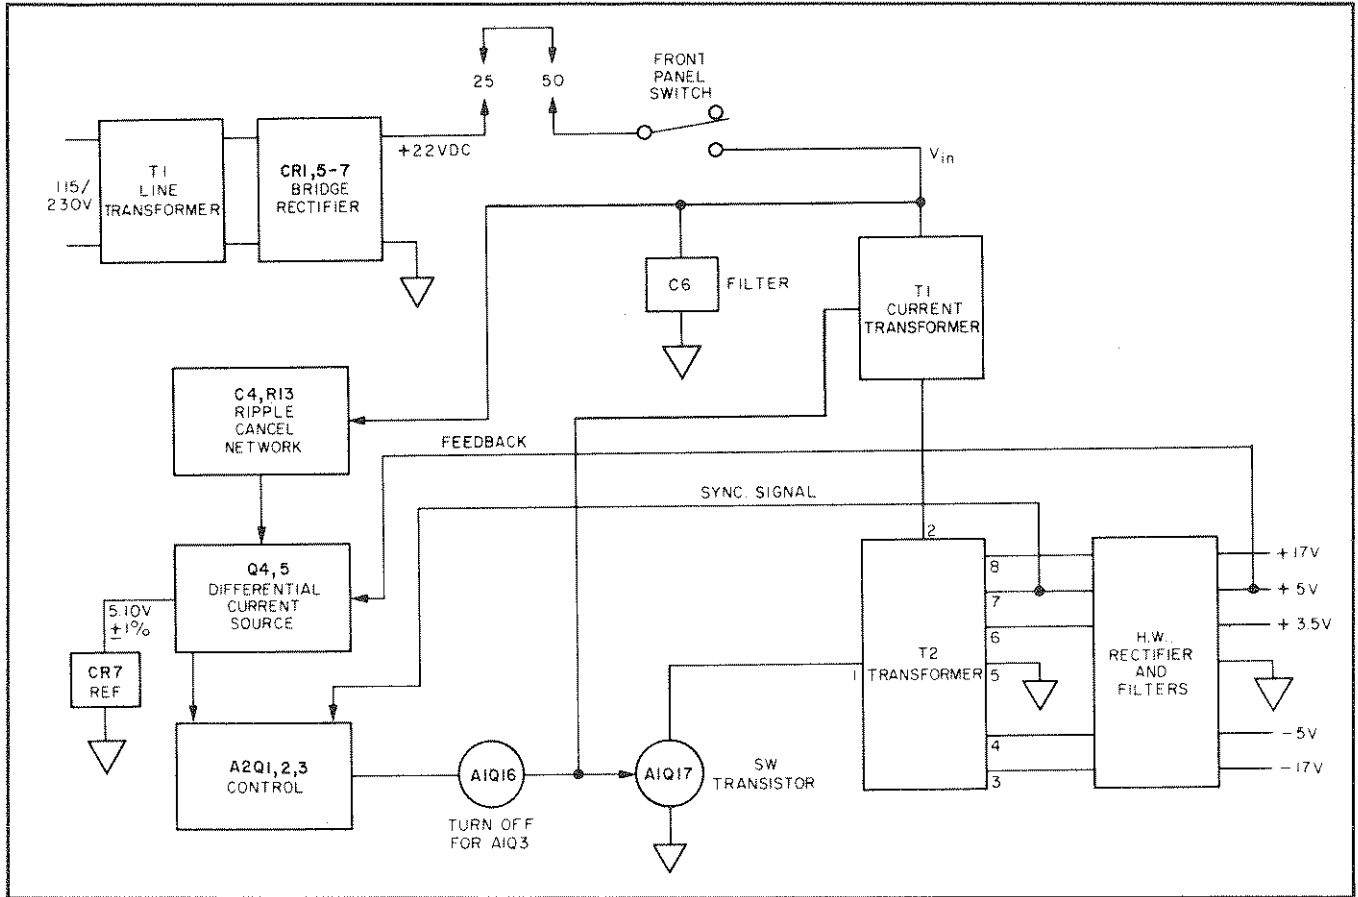 25
50
FRONT
PANEL
SWITCH
115/
230V
T1
LINE
TRANSFORMER
CR1,5-7
BRIDGE
RECTIFIER
+22VDC
Vin
C6
FILTER
T1
CURRENT
TRANSFORMER
C4,R13
RIPPLE
CANCEL
NETWORK
FEEDBACK
SYNC. SIGNAL
Q4,5
DIFFERENTIAL
CURRENT
SOURCE
5.10V
±1%
CR7
REF
A2Q1,2,3
CONTROL
A1Q16
TURN OFF
FOR A1Q3
A1Q17
SW
TRANSISTOR
T2
TRANSFORMER
2
8
7
6
1
5
4
3
H.W.
RECTIFIER
AND
FILTERS
+17V
+5V
+3.5V
-5V
-17V